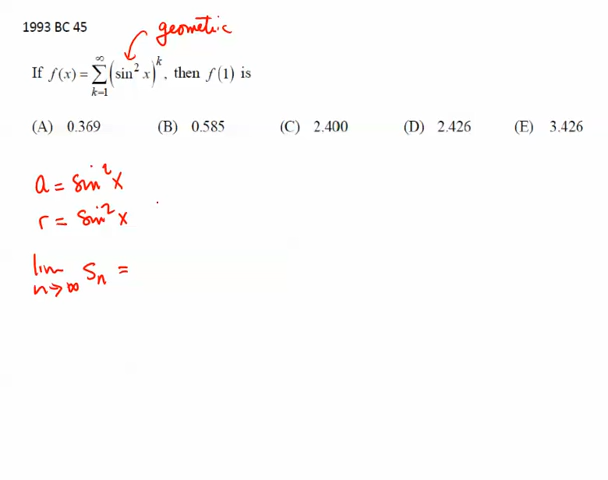 1993 BC 45
geometric
If f(x) = ∑_{k=1}^{∞} (sin² x)^k, then f(1) is
(A) 0.369 (B) 0.585 (C) 2.400 (D) 2.426 (E) 3.426
a = sin² x
r = sin² x
lim_{n→∞} S_n =